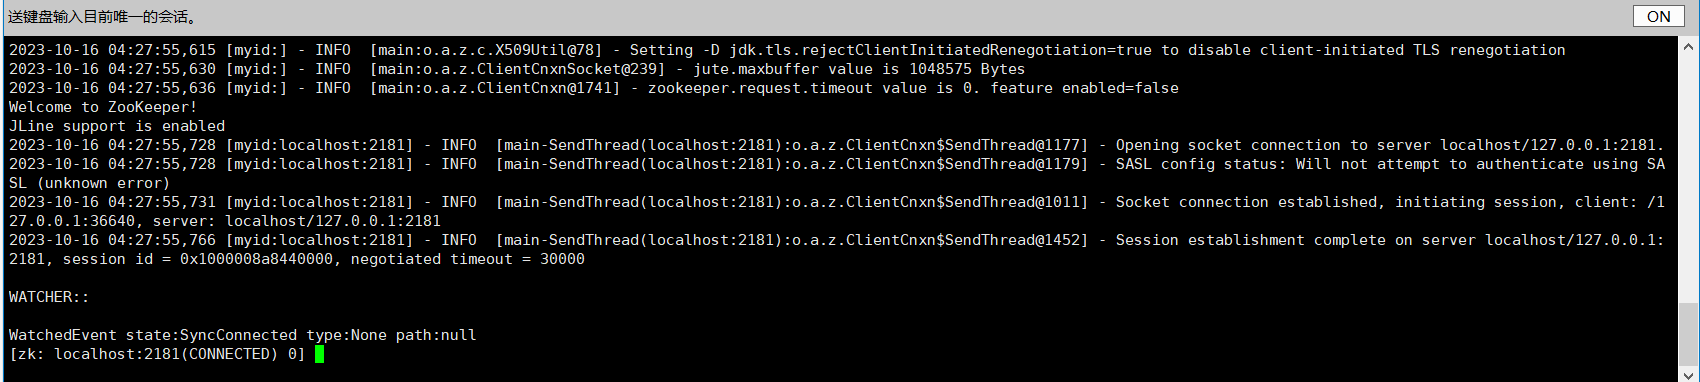 送键盘输入目前唯一的会话。
ON
2023-10-16 04:27:55,615 [myid:] - INFO  [main:o.a.z.c.X509Util@78] - Setting -D jdk.tls.rejectClientInitiatedRenegotiation=true to disable client-initiated TLS renegotiation
2023-10-16 04:27:55,630 [myid:] - INFO  [main:o.a.z.ClientCnxnSocket@239] - jute.maxbuffer value is 1048575 Bytes
2023-10-16 04:27:55,636 [myid:] - INFO  [main:o.a.z.ClientCnxn@1741] - zookeeper.request.timeout value is 0. feature enabled=false
Welcome to ZooKeeper!
JLine support is enabled
2023-10-16 04:27:55,728 [myid:localhost:2181] - INFO  [main-SendThread(localhost:2181):o.a.z.ClientCnxn$SendThread@1177] - Opening socket connection to server localhost/127.0.0.1:2181.
2023-10-16 04:27:55,728 [myid:localhost:2181] - INFO  [main-SendThread(localhost:2181):o.a.z.ClientCnxn$SendThread@1179] - SASL config status: Will not attempt to authenticate using SA
SL (unknown error)
2023-10-16 04:27:55,731 [myid:localhost:2181] - INFO  [main-SendThread(localhost:2181):o.a.z.ClientCnxn$SendThread@1011] - Socket connection established, initiating session, client: /1
27.0.0.1:36640, server: localhost/127.0.0.1:2181
2023-10-16 04:27:55,766 [myid:localhost:2181] - INFO  [main-SendThread(localhost:2181):o.a.z.ClientCnxn$SendThread@1452] - Session establishment complete on server localhost/127.0.0.1:
2181, session id = 0x1000008a8440000, negotiated timeout = 30000
WATCHER::
WatchedEvent state:SyncConnected type:None path:null
[zk: localhost:2181(CONNECTED) 0]